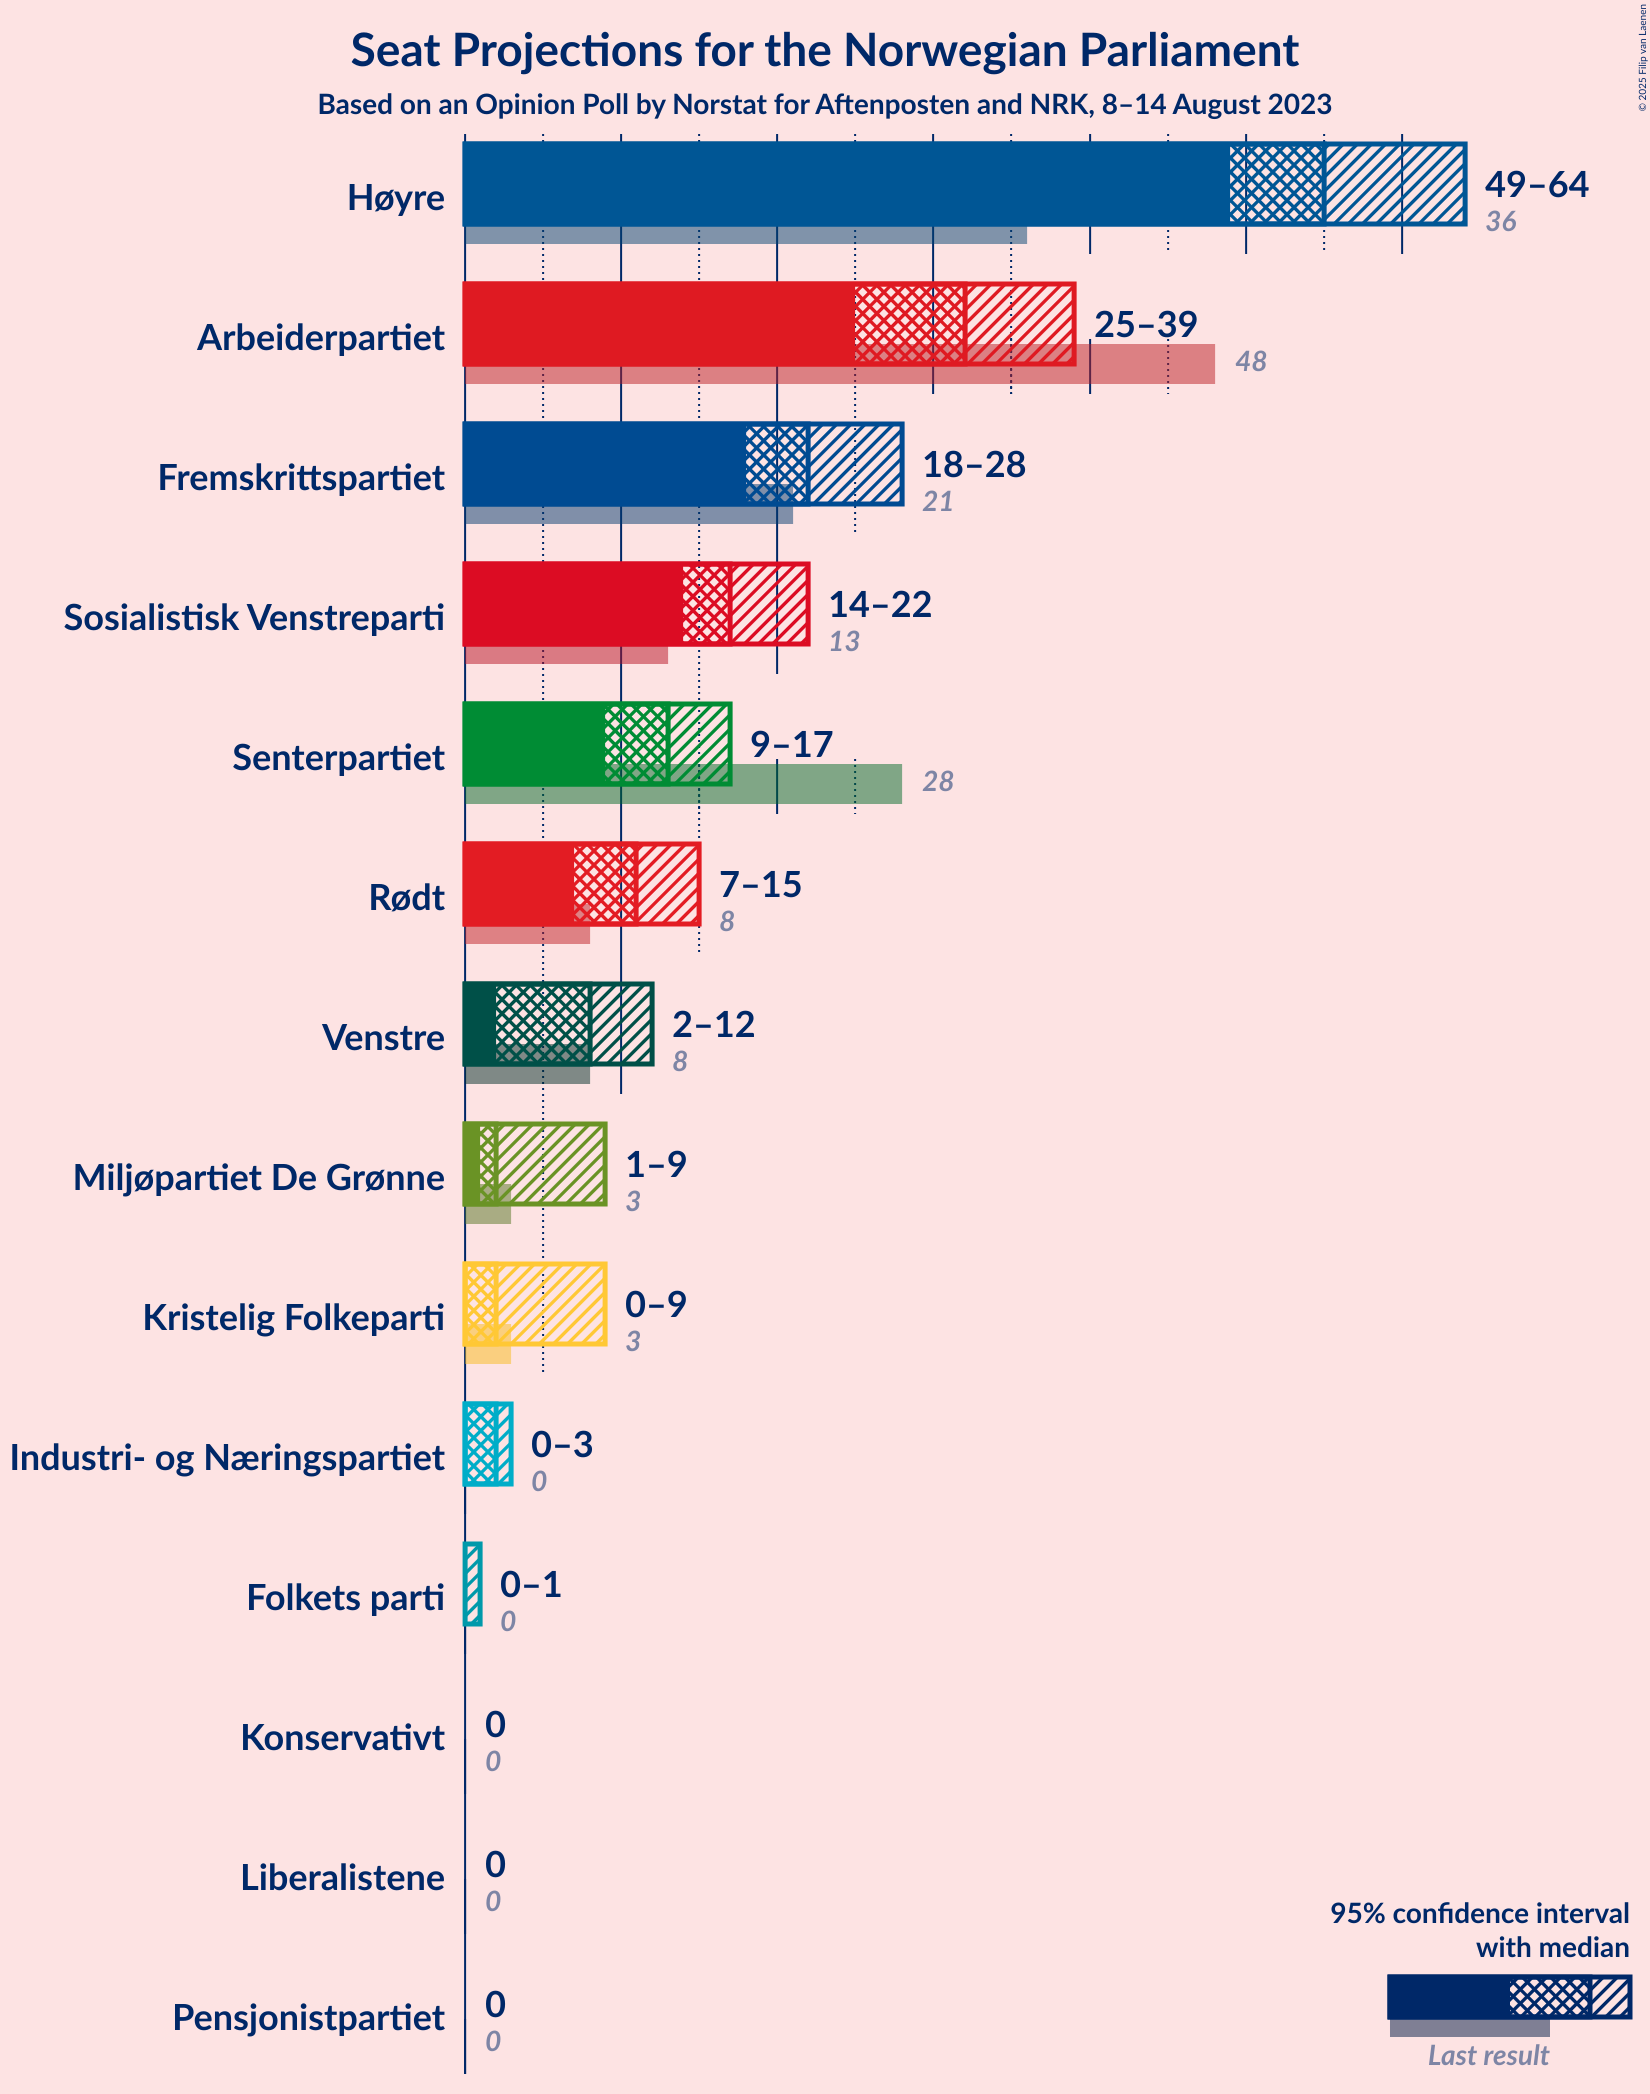 Seat Projections for the Norwegian Parliament
Based on an Opinion Poll by Norstat for Aftenposten and NRK, 8–14 August 2023
© 2025 Filip van Laenen
Høyre
49–64
36
Arbeiderpartiet
25–39
48
Fremskrittspartiet
18–28
21
Sosialistisk Venstreparti
14–22
13
Senterpartiet
9–17
28
Rødt
7–15
8
Venstre
2–12
8
Miljøpartiet De Grønne
1–9
3
Kristelig Folkeparti
0–9
3
Industri- og Næringspartiet
0–3
0
Folkets parti
0–1
0
Konservativt
0
0
Liberalistene
0
0
Pensjonistpartiet
0
0
95% confidence interval
with median
Last result